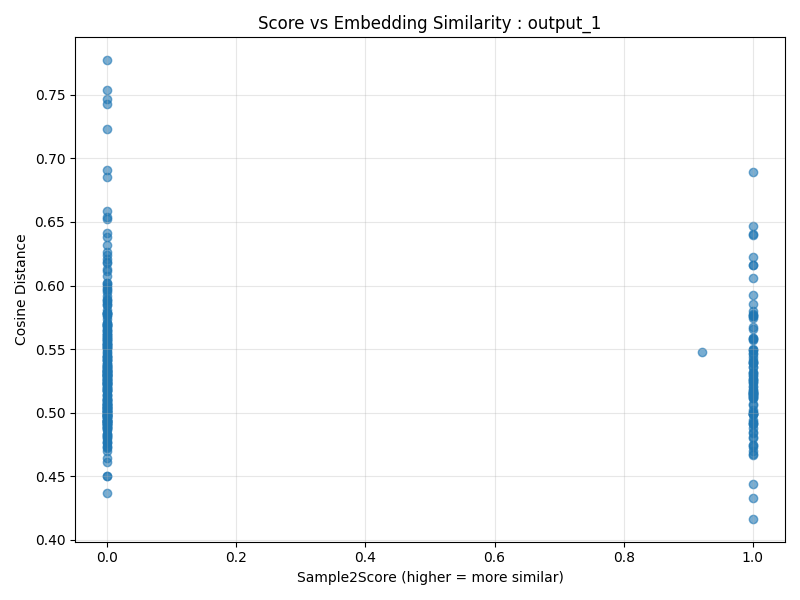 Score vs Embedding Similarity : output_1
Cosine Distance
0.75
0.70
0.65
0.60
0.55
0.50
0.45
0.40
0.0 0.2 0.4 0.6 0.8 1.0
Sample2Score (higher = more similar)